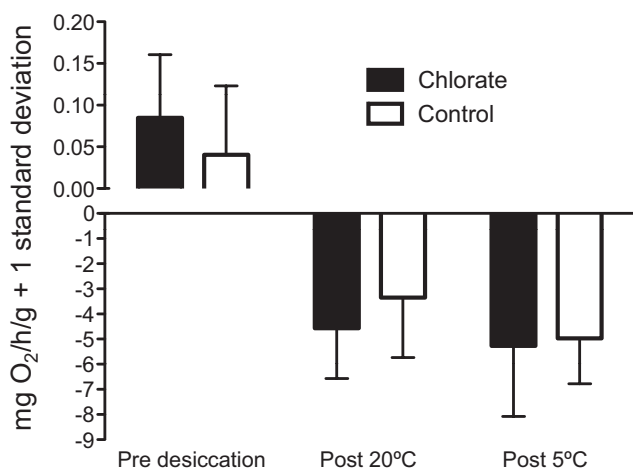 mg O2/h/g + 1 standard deviation
0.20
0.15
0.10
0.05
0.00
0
-1
-2
-3
-4
-5
-6
-7
-8
-9
Chlorate
Control
Pre desiccation
Post 20ºC
Post 5ºC